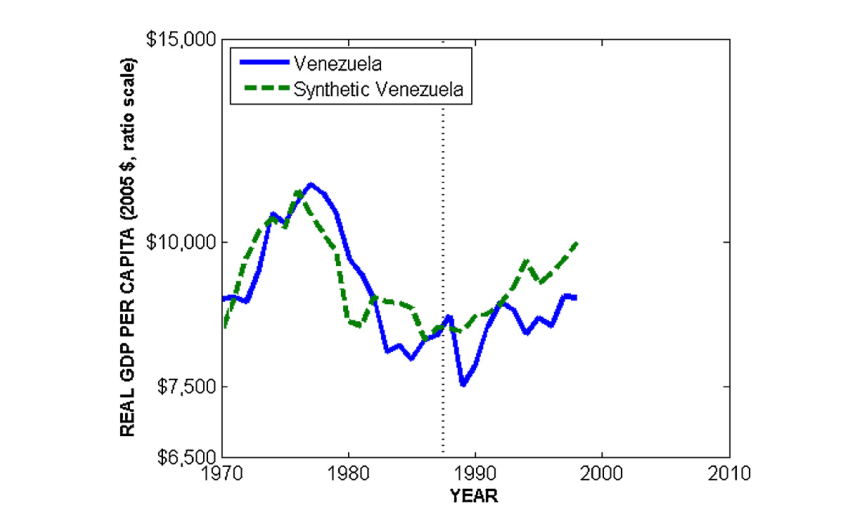 $15,000
Venezuela
Synthetic Venezuela
REAL GDP PER CAPITA (2005 $, ratio scale)
$10,000
$7,500
$6,500
1970 1980 1990 2000 2010
YEAR